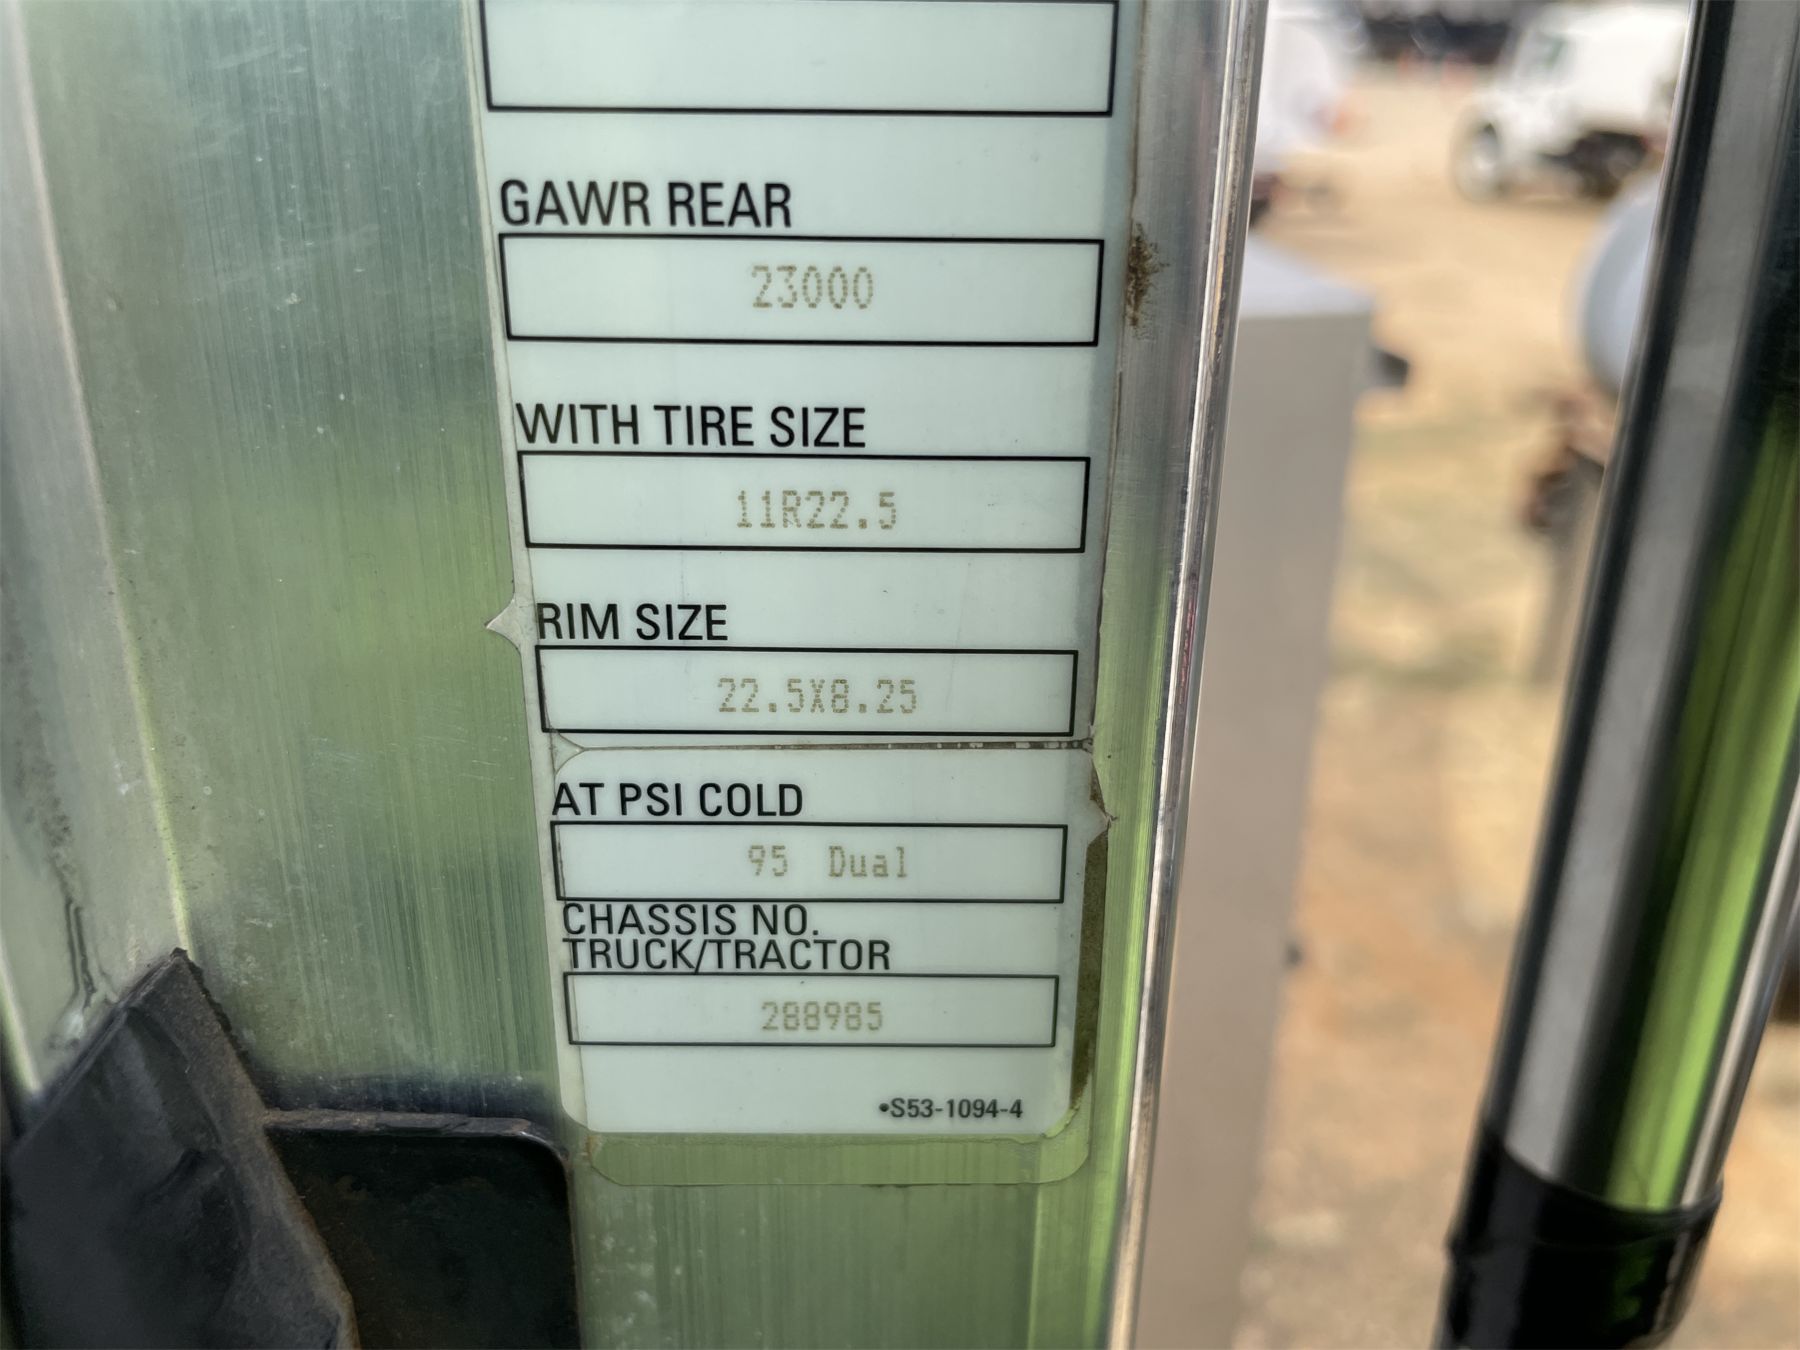 GAWR REAR
23000
WITH TIRE SIZE
11R22.5
RIM SIZE
22.5X8.25
AT PSI COLD
95 Dual
CHASSIS NO.
TRUCK/TRACTOR
288985
•S53-1094-4